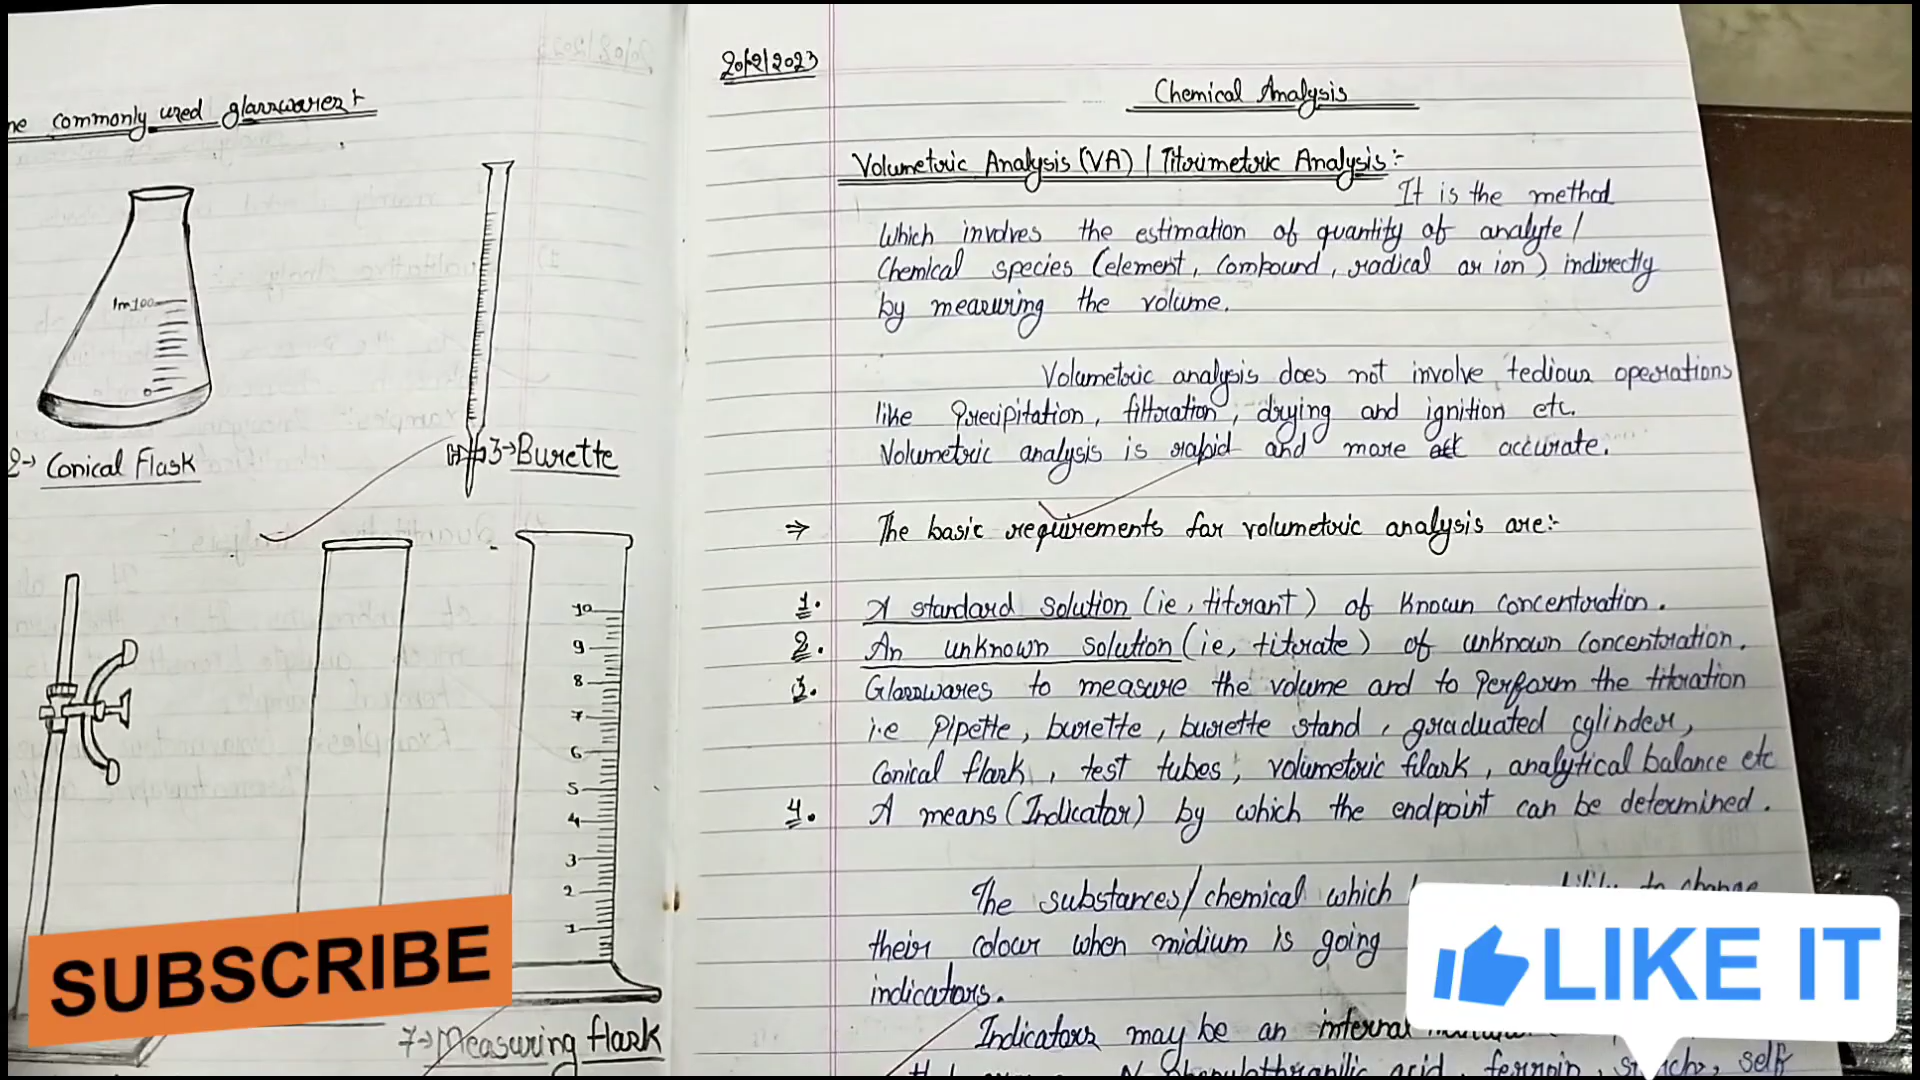 commonly used glasswares:
1m100
0
2→ Conical Flask
3→Burette
10
9
8
7
6
5
4
3
2
1
7→Measuring flask
SUBSCRIBE
20/2/2023
Chemical Analysis
Volumetric Analysis (VA) / Titrimetric Analysis:-
It is the method
Which involves the estimation of quantity of analyte/
Chemical species (element, Compound, radical or ion) indirectly
by measuring the volume.
Volumetric analysis does not involve tedious operations
like Precipitation, filtration, drying and ignition etc.
Volumetric analysis is rapid and more accurate.
⇒ The basic requirements for volumetric analysis are:-
1. A standard solution (ie, titrant) of Known Concentration.
2. An unknown solution (ie, titrate) of unknown Concentration.
3. Glasswares to measure the volume and to Perform the titration
i.e Pipette, burette, burette stand, graduated cylinder,
Conical flask, test tubes, volumetric flask, analytical balance etc
4. A means (Indicator) by which the endpoint can be determined.
The substances/chemical which to change
their colour when midium is going
indicators.
Indicators may be an internal
acid, ferroin, starch, self
LIKE IT